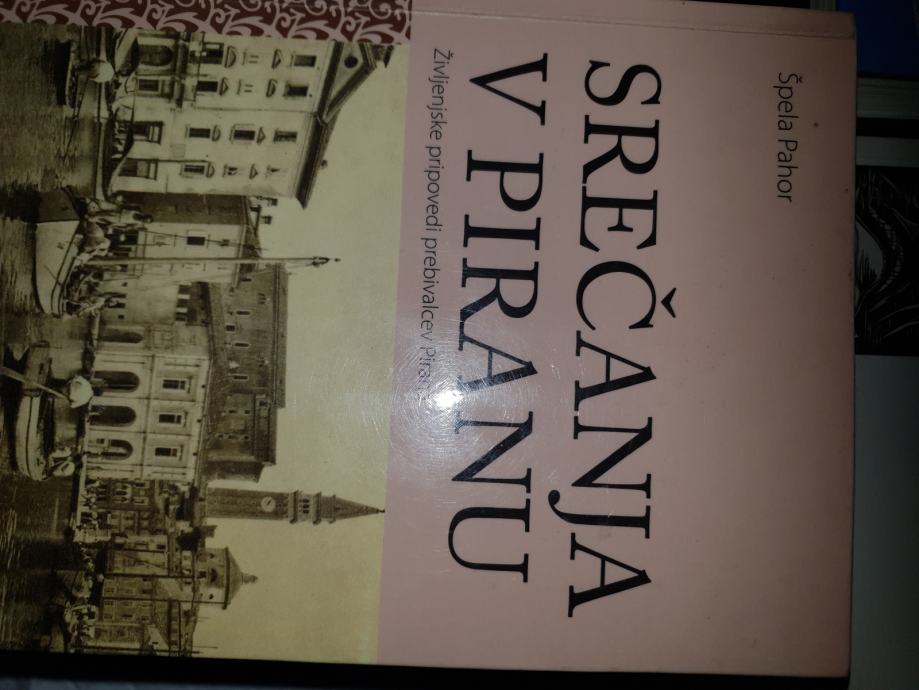 Špela Pahor
SREČANJA
V PIRANU
Življenjske pripovedi prebivalcev